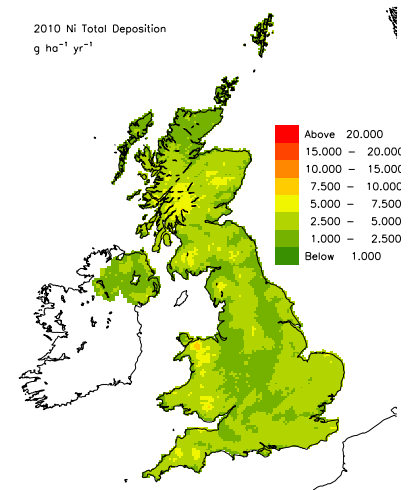 2010 Ni Total Deposition
g ha⁻¹ yr⁻¹
Above 20.000
15.000 – 20.000
10.000 – 15.000
7.500 – 10.000
5.000 – 7.500
2.500 – 5.000
1.000 – 2.500
Below 1.000